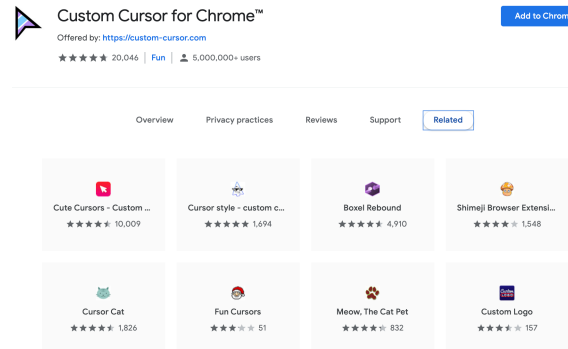 Custom Cursor for Chrome™
Add to Chrom
Offered by: https://custom-cursor.com
20,046 Fun 5,000,000+ users
Overview Privacy practices Reviews Support Related
Cute Cursors - Custom ... Cursor style - custom c... Boxel Rebound Shimeji Browser Extensi...
10,009 1,694 4,910 1,548
Cursor Cat Fun Cursors Meow, The Cat Pet Custom Logo
1,826 51 832 157